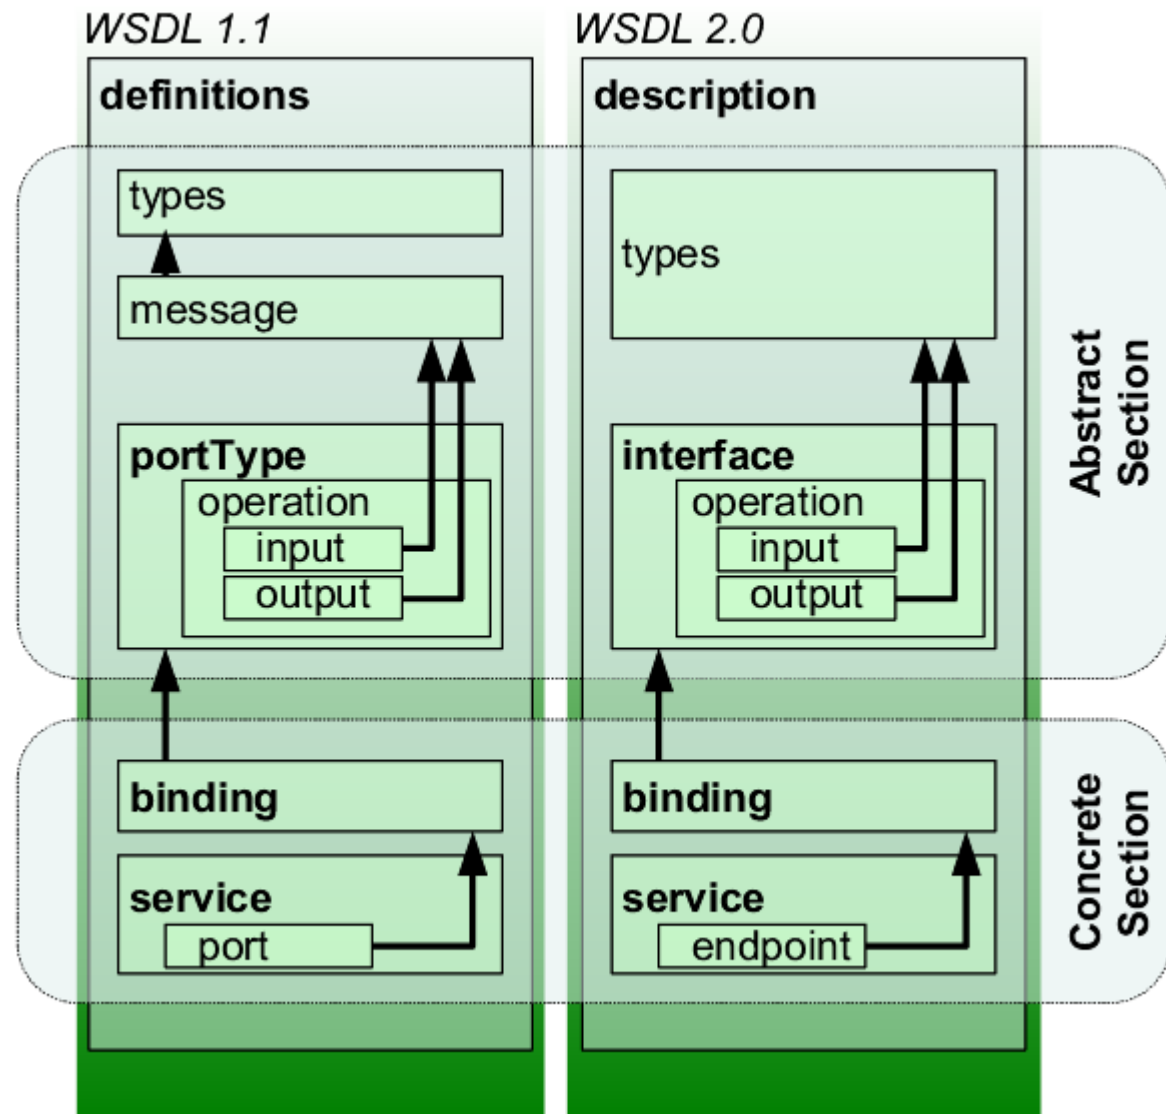 WSDL 1.1
definitions
types
message
portType
operation
input
output
binding
service
port
WSDL 2.0
description
types
interface
operation
input
output
binding
service
endpoint
Abstract
Section
Concrete
Section